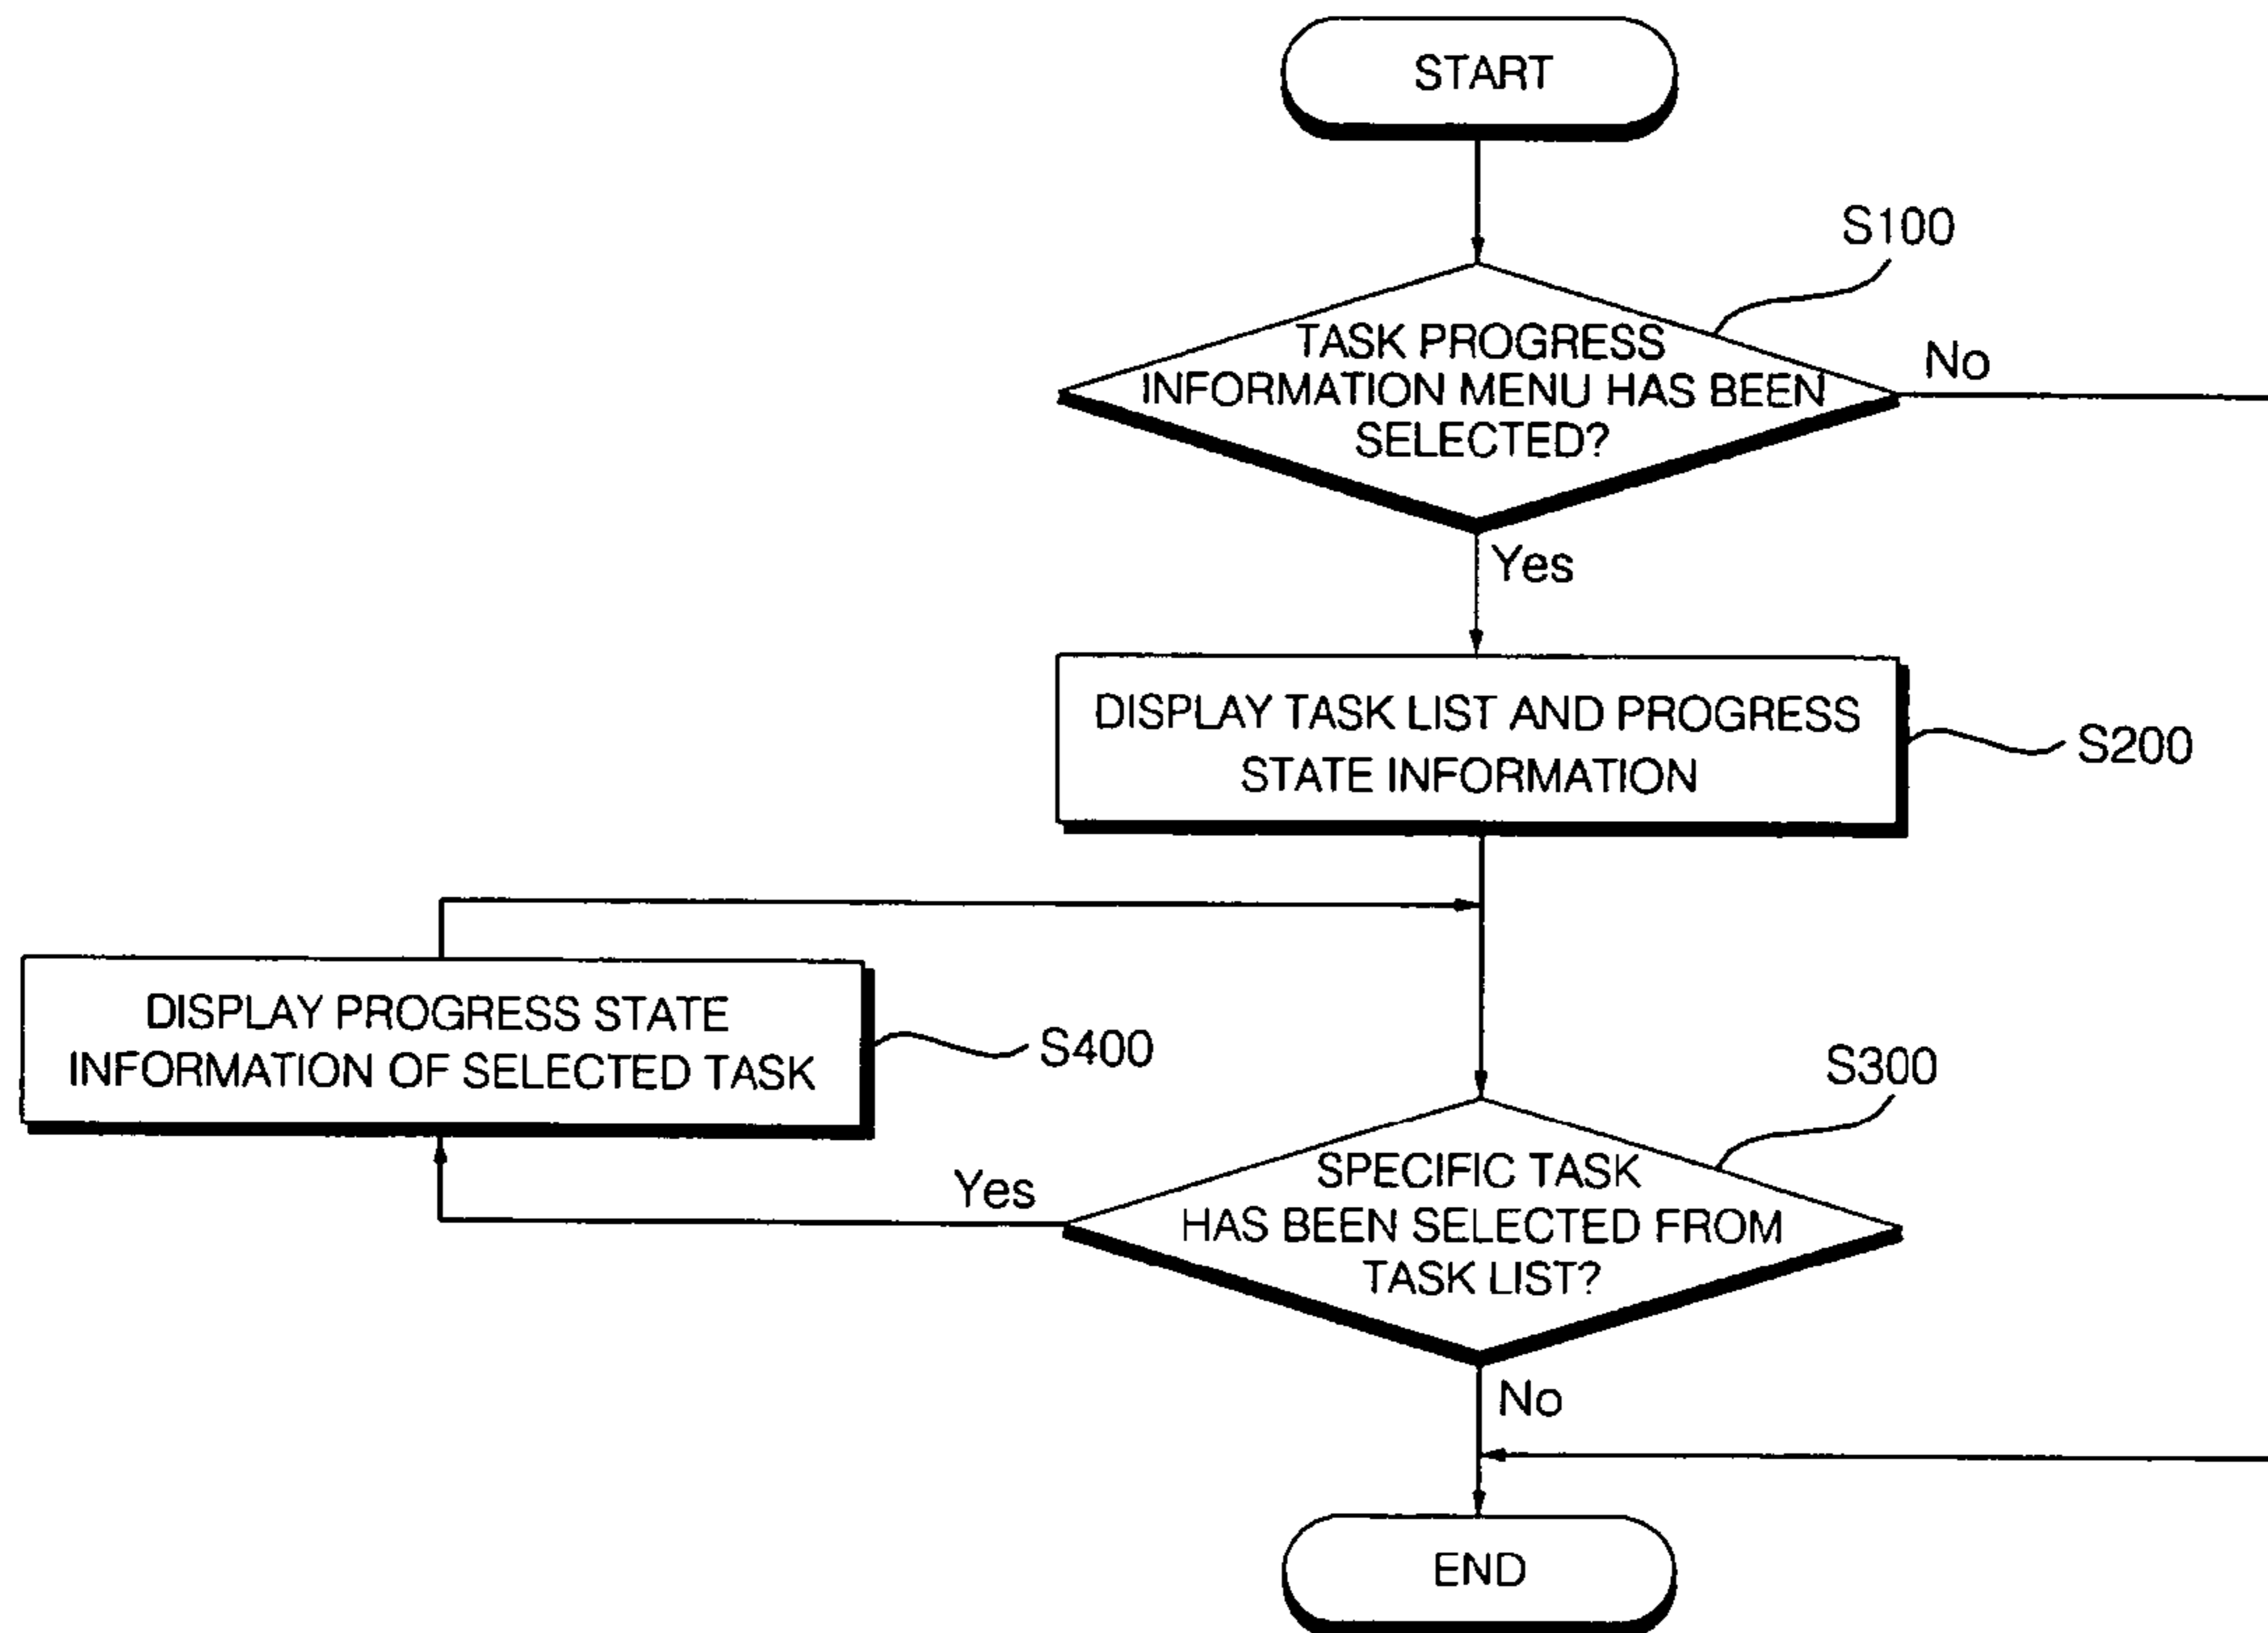 START
S100
TASK PROGRESS
INFORMATION MENU HAS BEEN
SELECTED?
No
Yes
DISPLAY TASK LIST AND PROGRESS
STATE INFORMATION
S200
DISPLAY PROGRESS STATE
INFORMATION OF SELECTED TASK
S400
S300
SPECIFIC TASK
HAS BEEN SELECTED FROM
TASK LIST?
Yes
No
END